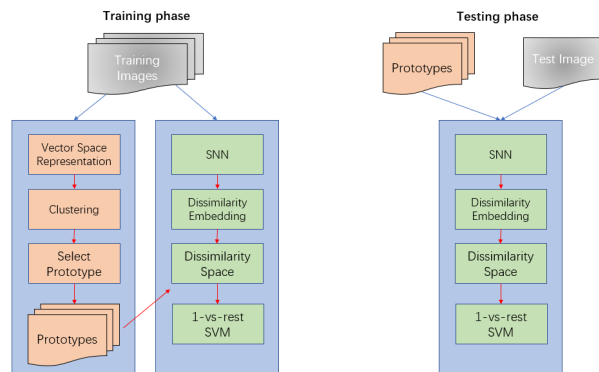 Training phase
Training
Images
Vector Space
Representation
Clustering
Select
Prototype
Prototypes
SNN
Dissimilarity
Embedding
Dissimilarity
Space
1-vs-rest
SVM
Testing phase
Prototypes
Test Image
SNN
Dissimilarity
Embedding
Dissimilarity
Space
1-vs-rest
SVM